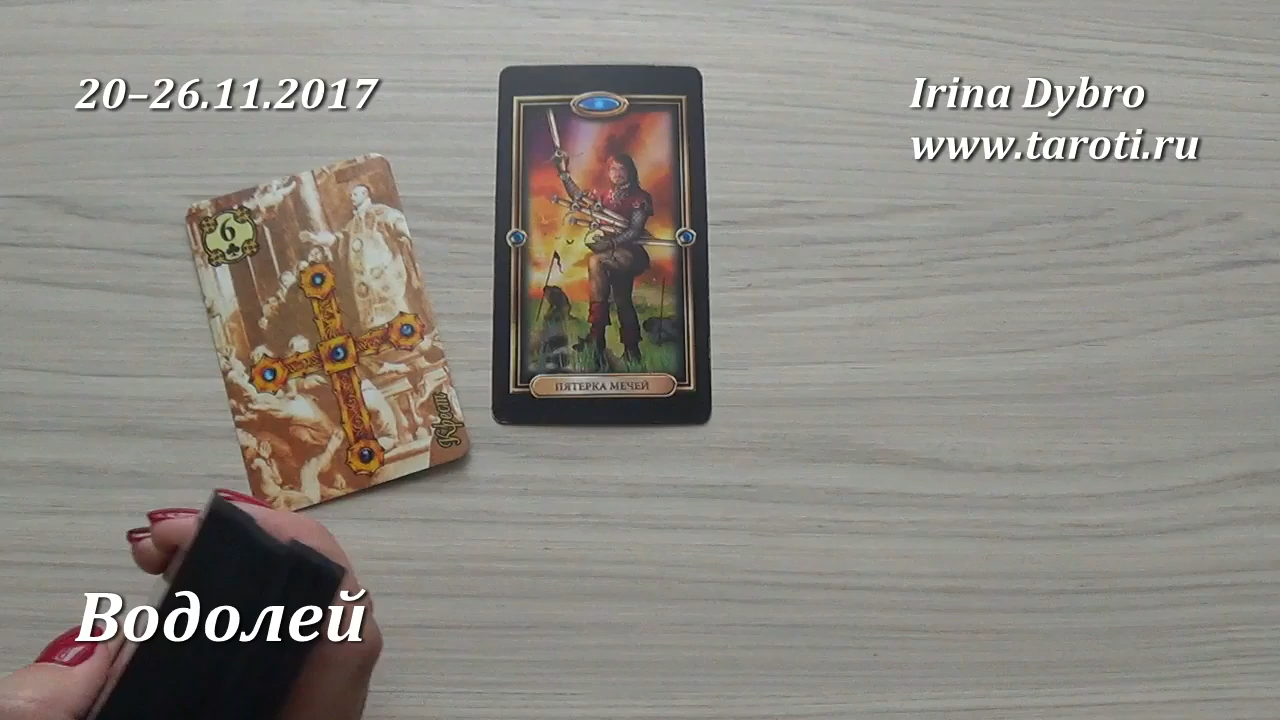 20–26.11.2017
Irina Dybro
www.taroti.ru
6
Крест
ПЯТЕРКА МЕЧЕЙ
Водолей